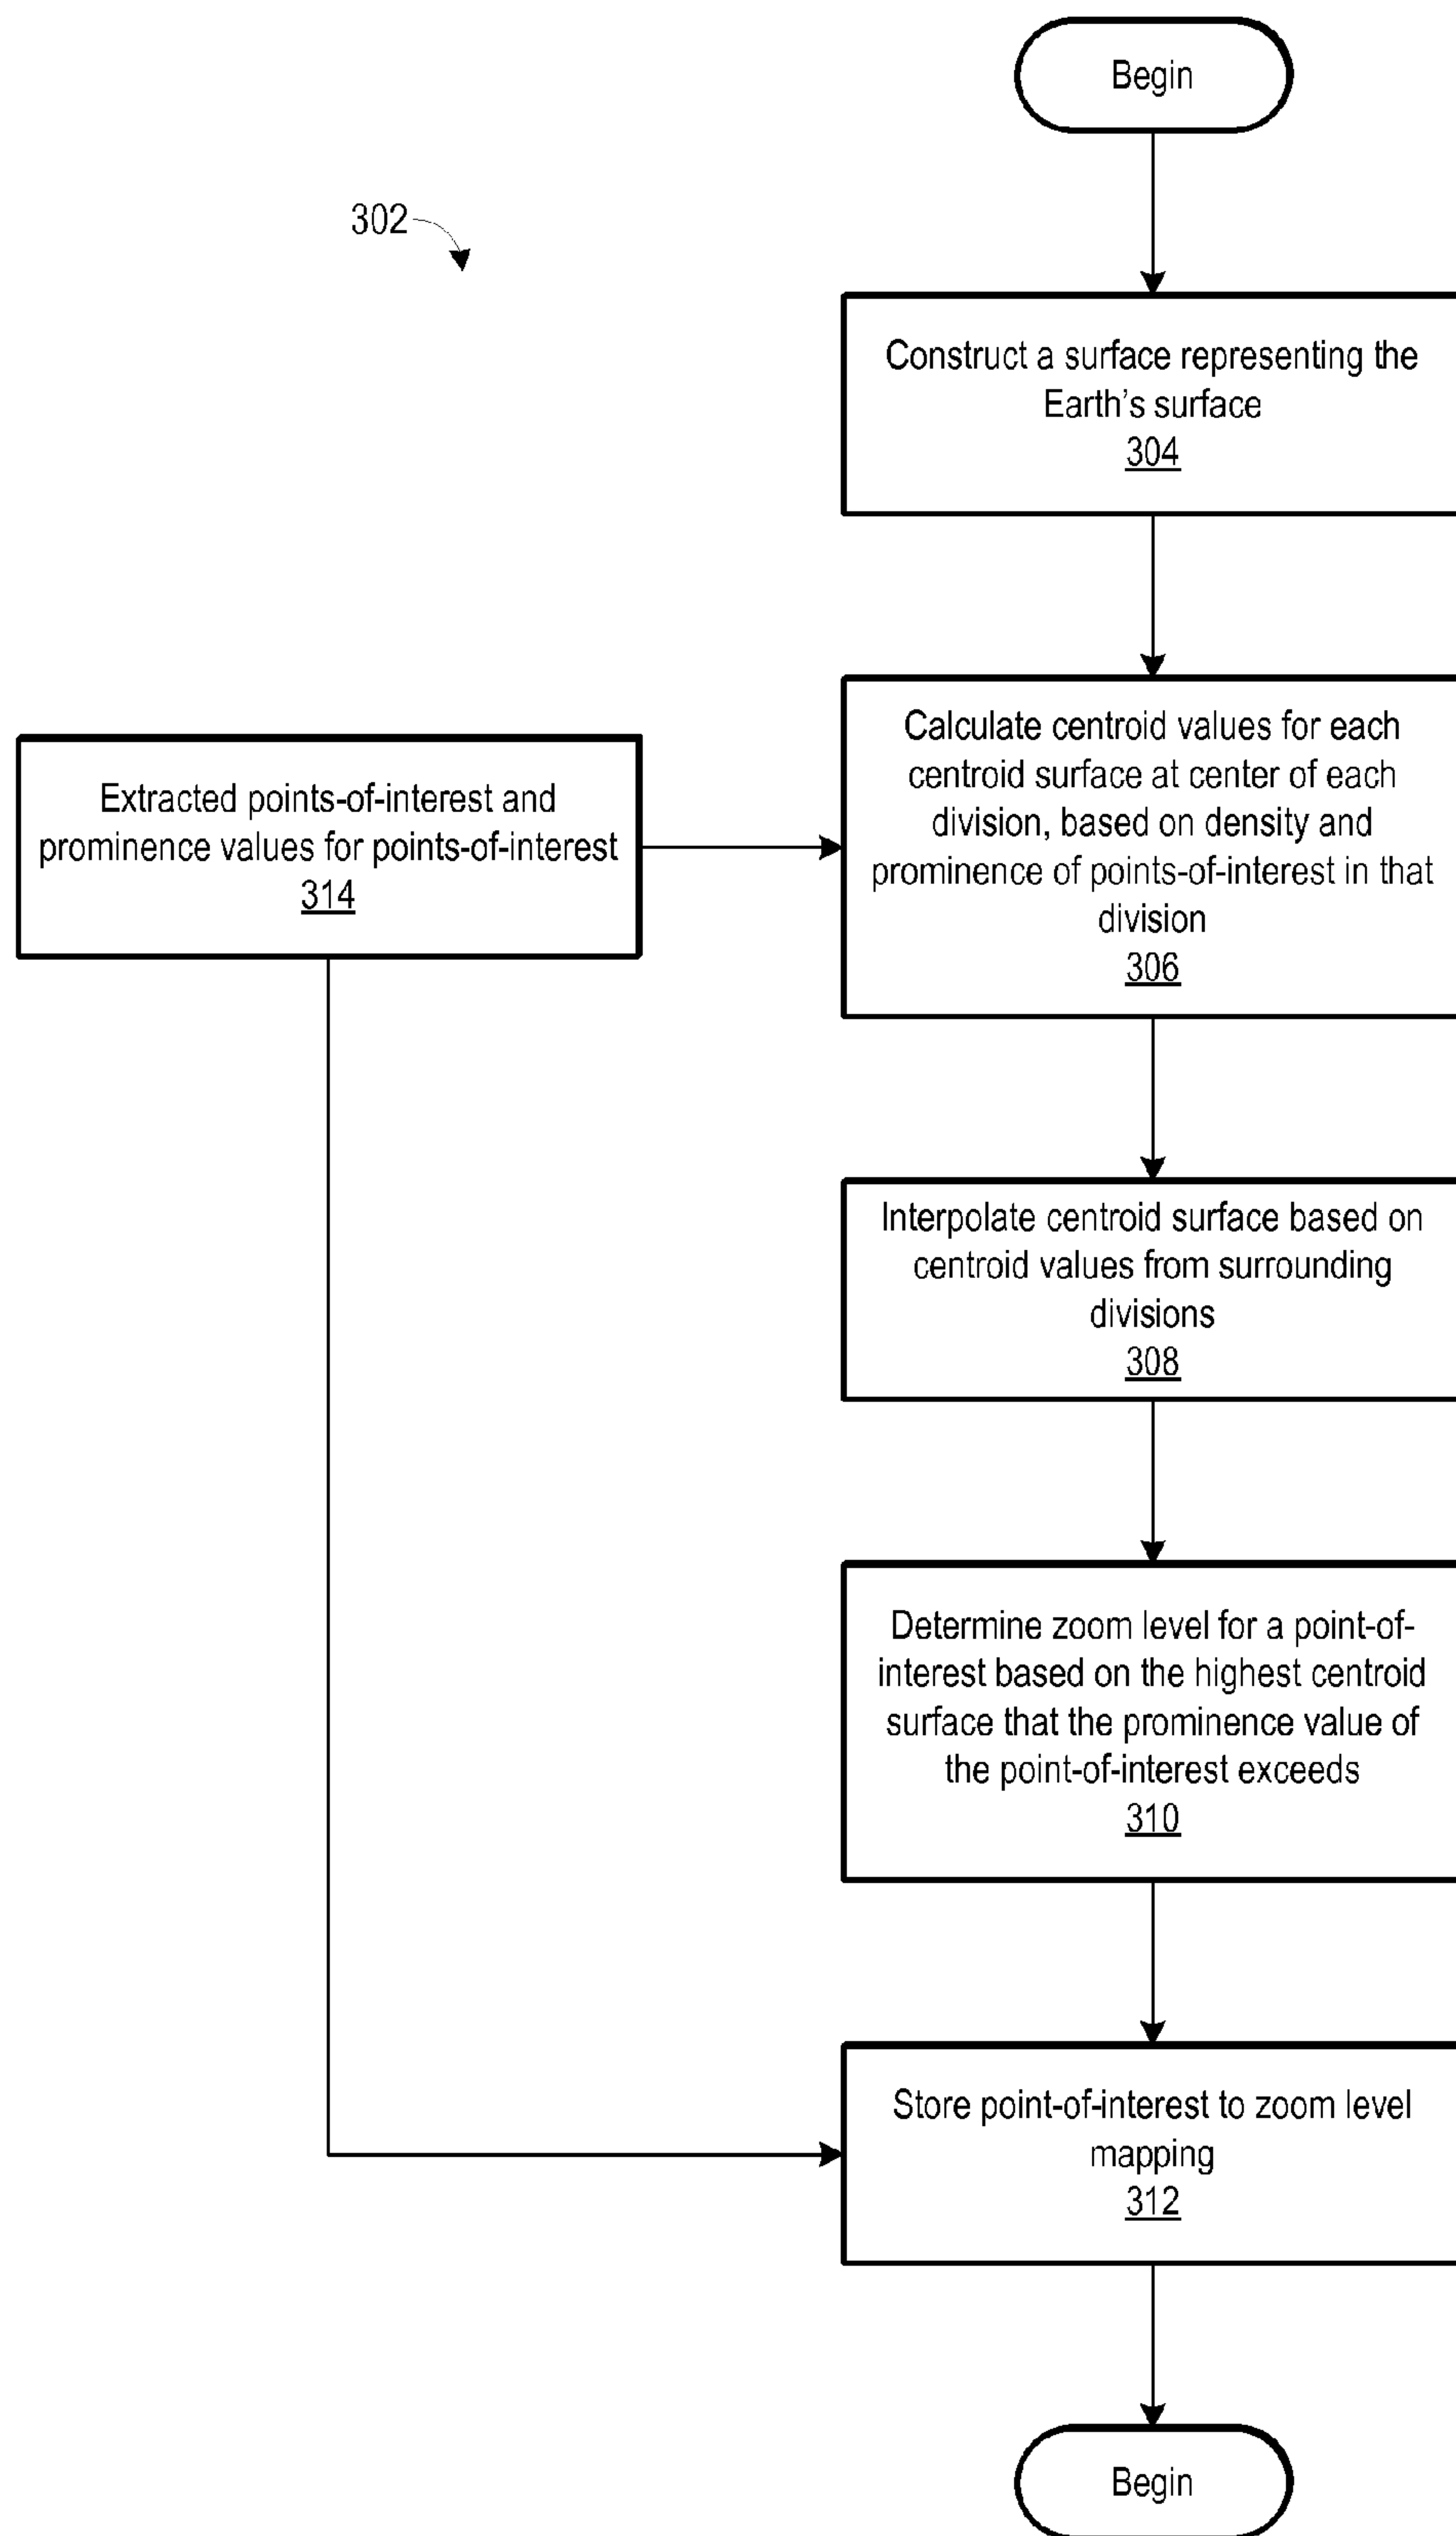 Begin
302
Construct a surface representing the
Earth's surface
304
Calculate centroid values for each
centroid surface at center of each
division, based on density and
prominence of points-of-interest in that
division
306
Extracted points-of-interest and
prominence values for points-of-interest
314
Interpolate centroid surface based on
centroid values from surrounding
divisions
308
Determine zoom level for a point-of-
interest based on the highest centroid
surface that the prominence value of
the point-of-interest exceeds
310
Store point-of-interest to zoom level
mapping
312
Begin